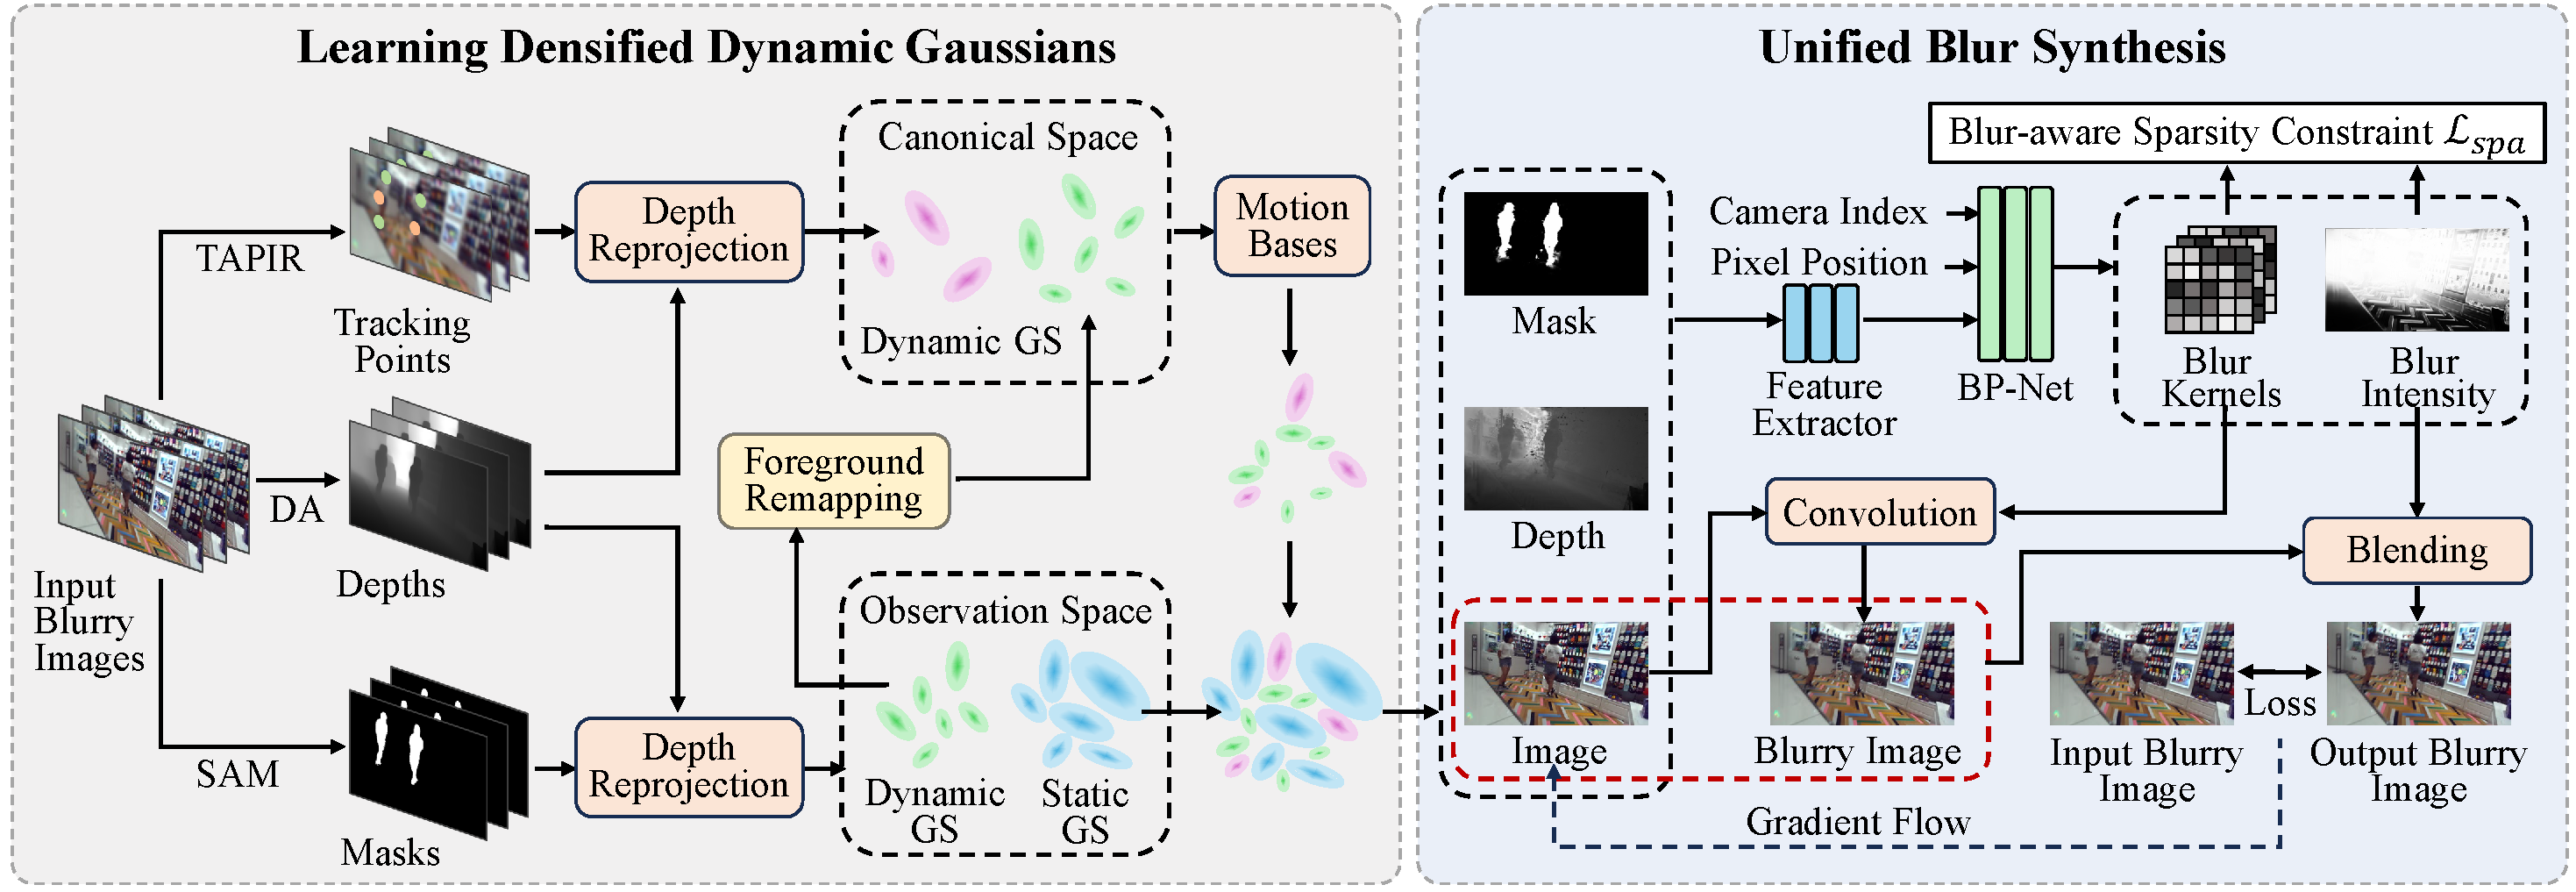 Learning Densified Dynamic Gaussians
TAPIR
Tracking
Points
Depth
Reprojection
Canonical Space
Dynamic GS
Motion
Bases
Input
Blurry
Images
DA
Depths
Foreground
Remapping
SAM
Masks
Depth
Reprojection
Observation Space
Dynamic
GS
Static
GS
Unified Blur Synthesis
Blur-aware Sparsity Constraint ℒspa
Mask
Depth
Image
Camera Index
Pixel Position
Feature
Extractor
BP-Net
Blur
Kernels
Blur
Intensity
Convolution
Blending
Blurry Image
Input Blurry
Image
Loss
Output Blurry
Image
Gradient Flow